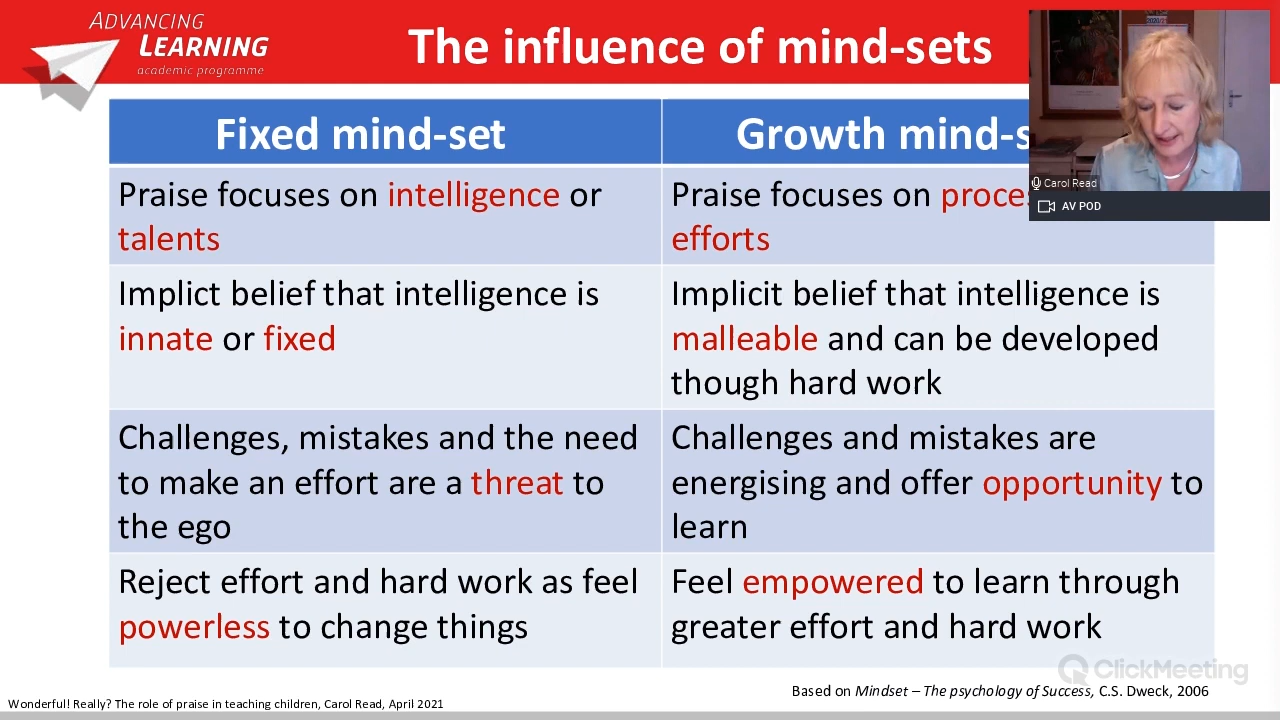 ADVANCING
LEARNING
academic programme
The influence of mind-sets
2020/21
Fixed mind-set
Growth mind-s
Praise focuses on intelligence or
talents
Praise focuses on proces
efforts
Implict belief that intelligence is
innate or fixed
Implicit belief that intelligence is
malleable and can be developed
though hard work
Challenges, mistakes and the need
to make an effort are a threat to
the ego
Challenges and mistakes are
energising and offer opportunity to
learn
Reject effort and hard work as feel
powerless to change things
Feel empowered to learn through
greater effort and hard work
Carol Read
AV POD
ClickMeeting
Based on Mindset – The psychology of Success, C.S. Dweck, 2006
Wonderful! Really? The role of praise in teaching children, Carol Read, April 2021